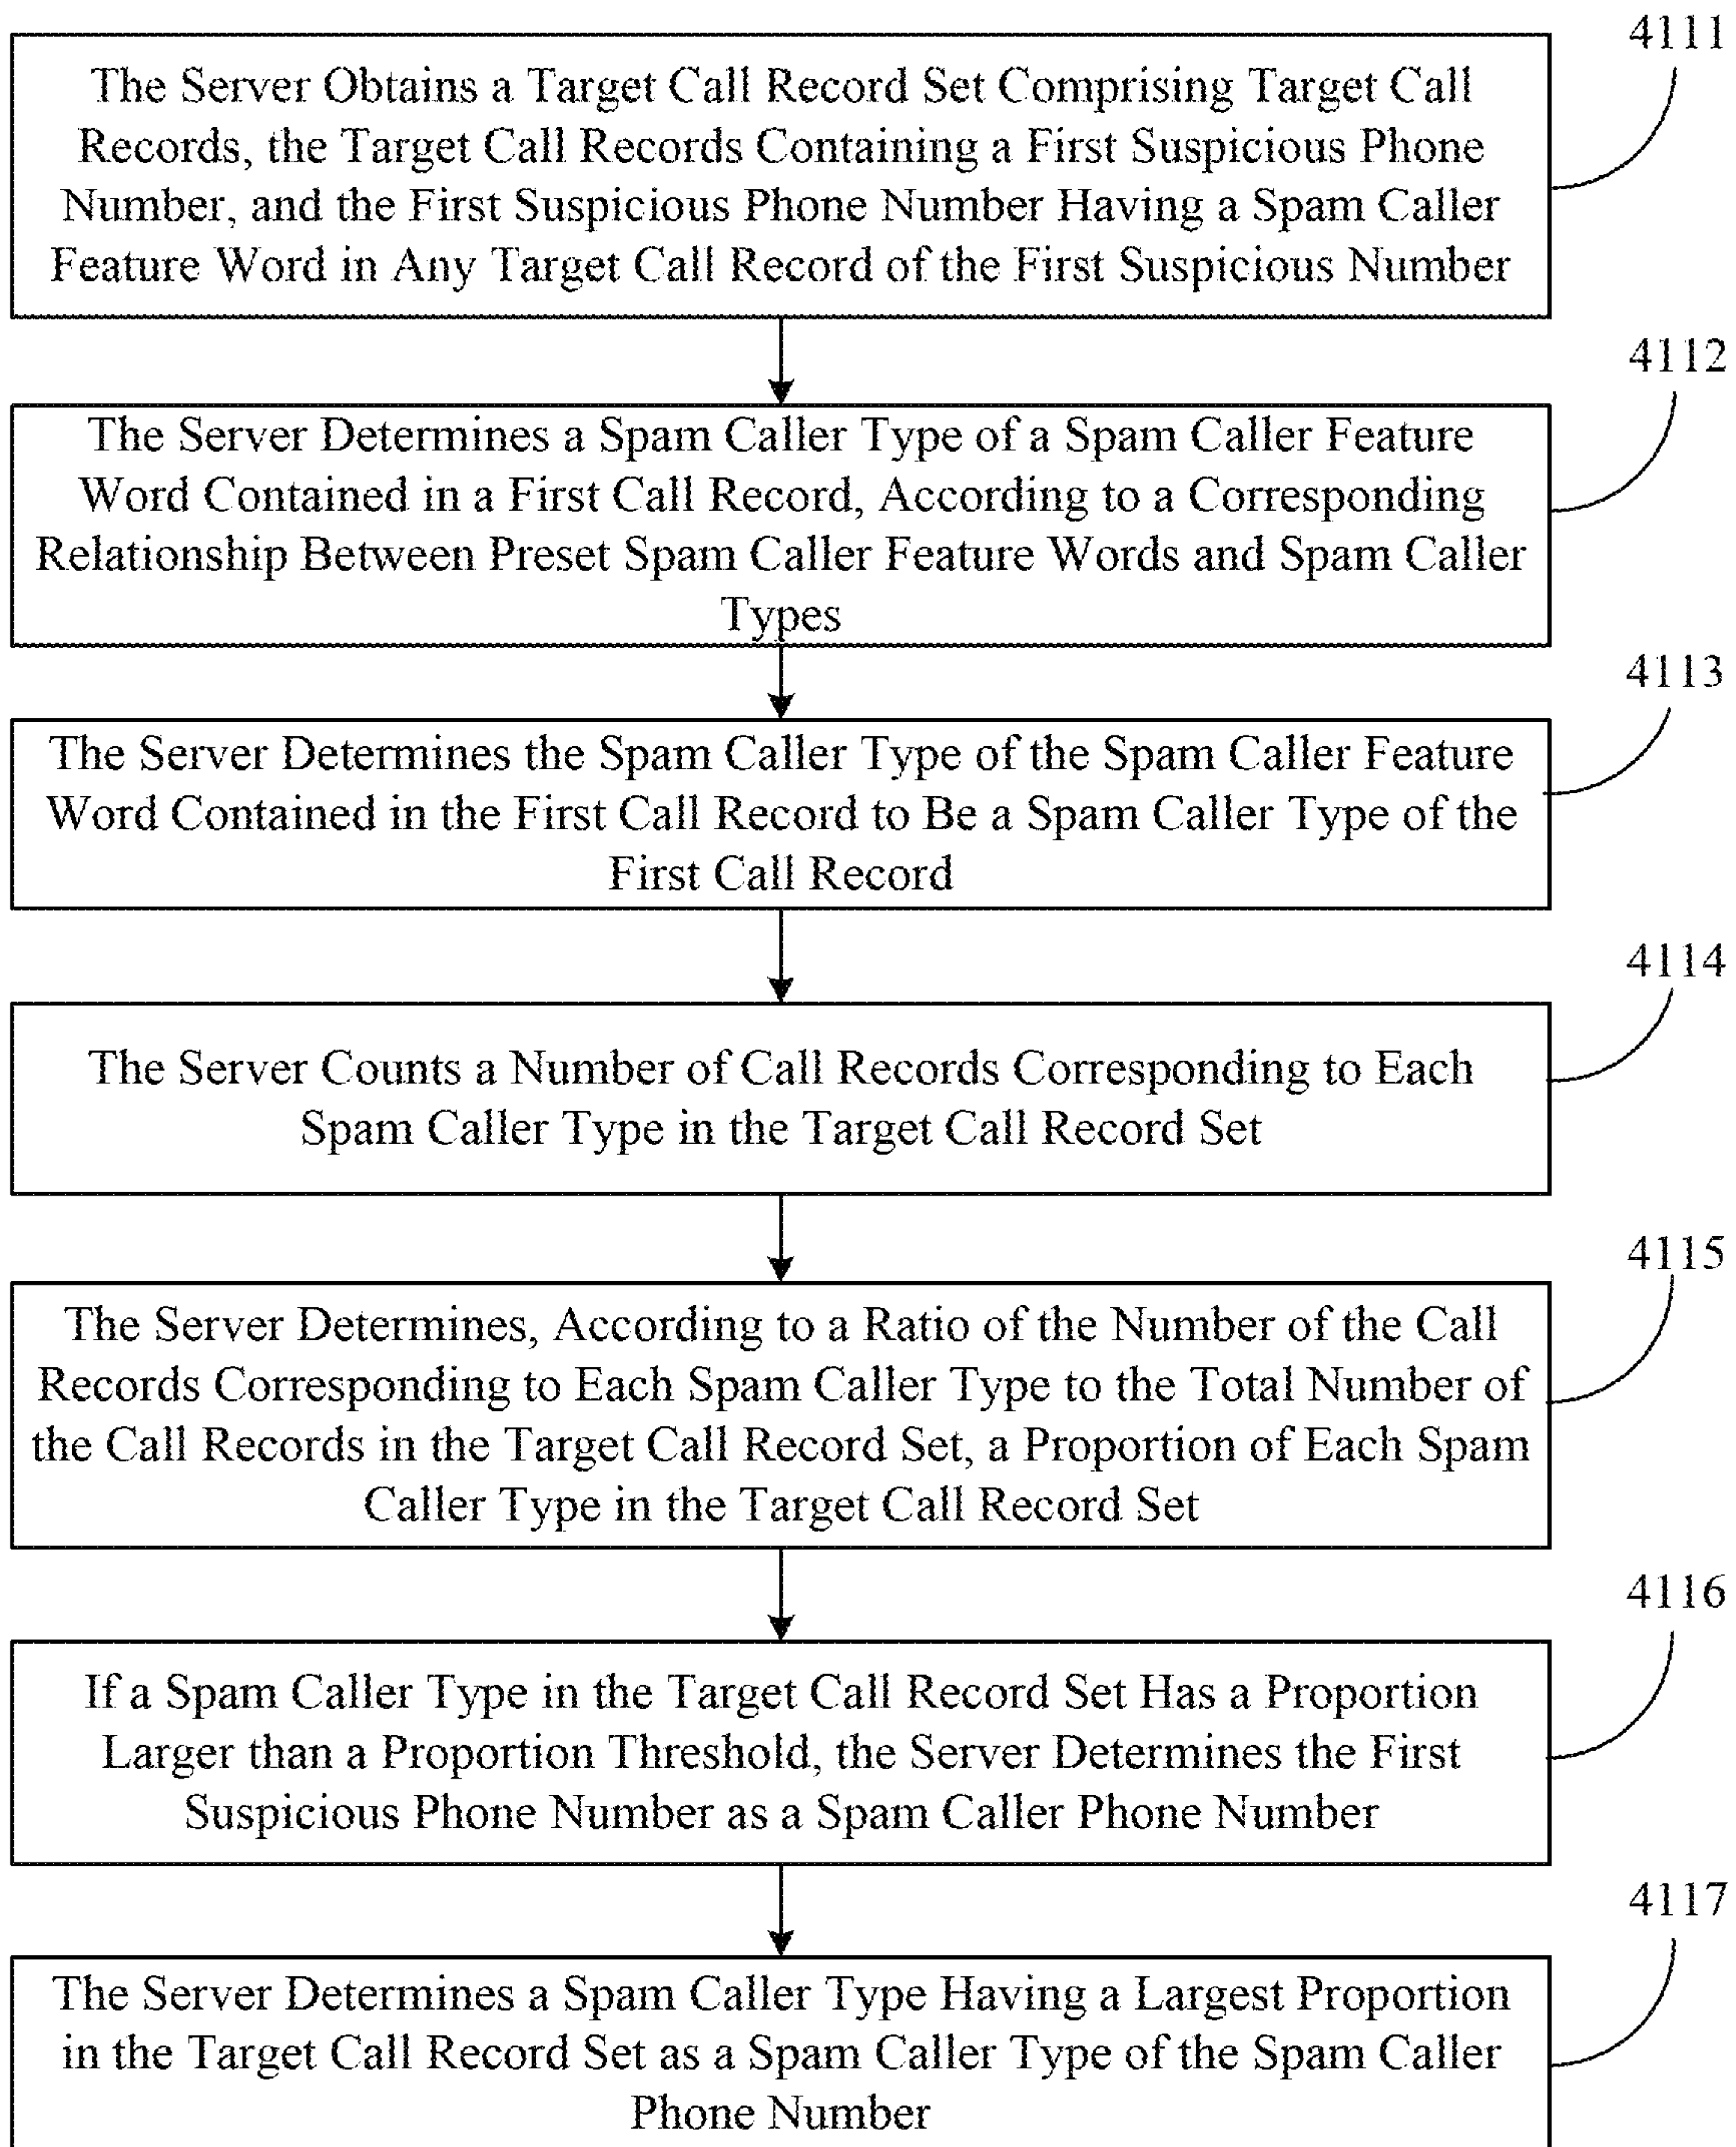 4111
The Server Obtains a Target Call Record Set Comprising Target Call
Records, the Target Call Records Containing a First Suspicious Phone
Number, and the First Suspicious Phone Number Having a Spam Caller
Feature Word in Any Target Call Record of the First Suspicious Number
4112
The Server Determines a Spam Caller Type of a Spam Caller Feature
Word Contained in a First Call Record, According to a Corresponding
Relationship Between Preset Spam Caller Feature Words and Spam Caller
Types
4113
The Server Determines the Spam Caller Type of the Spam Caller Feature
Word Contained in the First Call Record to Be a Spam Caller Type of the
First Call Record
4114
The Server Counts a Number of Call Records Corresponding to Each
Spam Caller Type in the Target Call Record Set
4115
The Server Determines, According to a Ratio of the Number of the Call
Records Corresponding to Each Spam Caller Type to the Total Number of
the Call Records in the Target Call Record Set, a Proportion of Each Spam
Caller Type in the Target Call Record Set
4116
If a Spam Caller Type in the Target Call Record Set Has a Proportion
Larger than a Proportion Threshold, the Server Determines the First
Suspicious Phone Number as a Spam Caller Phone Number
4117
The Server Determines a Spam Caller Type Having a Largest Proportion
in the Target Call Record Set as a Spam Caller Type of the Spam Caller
Phone Number